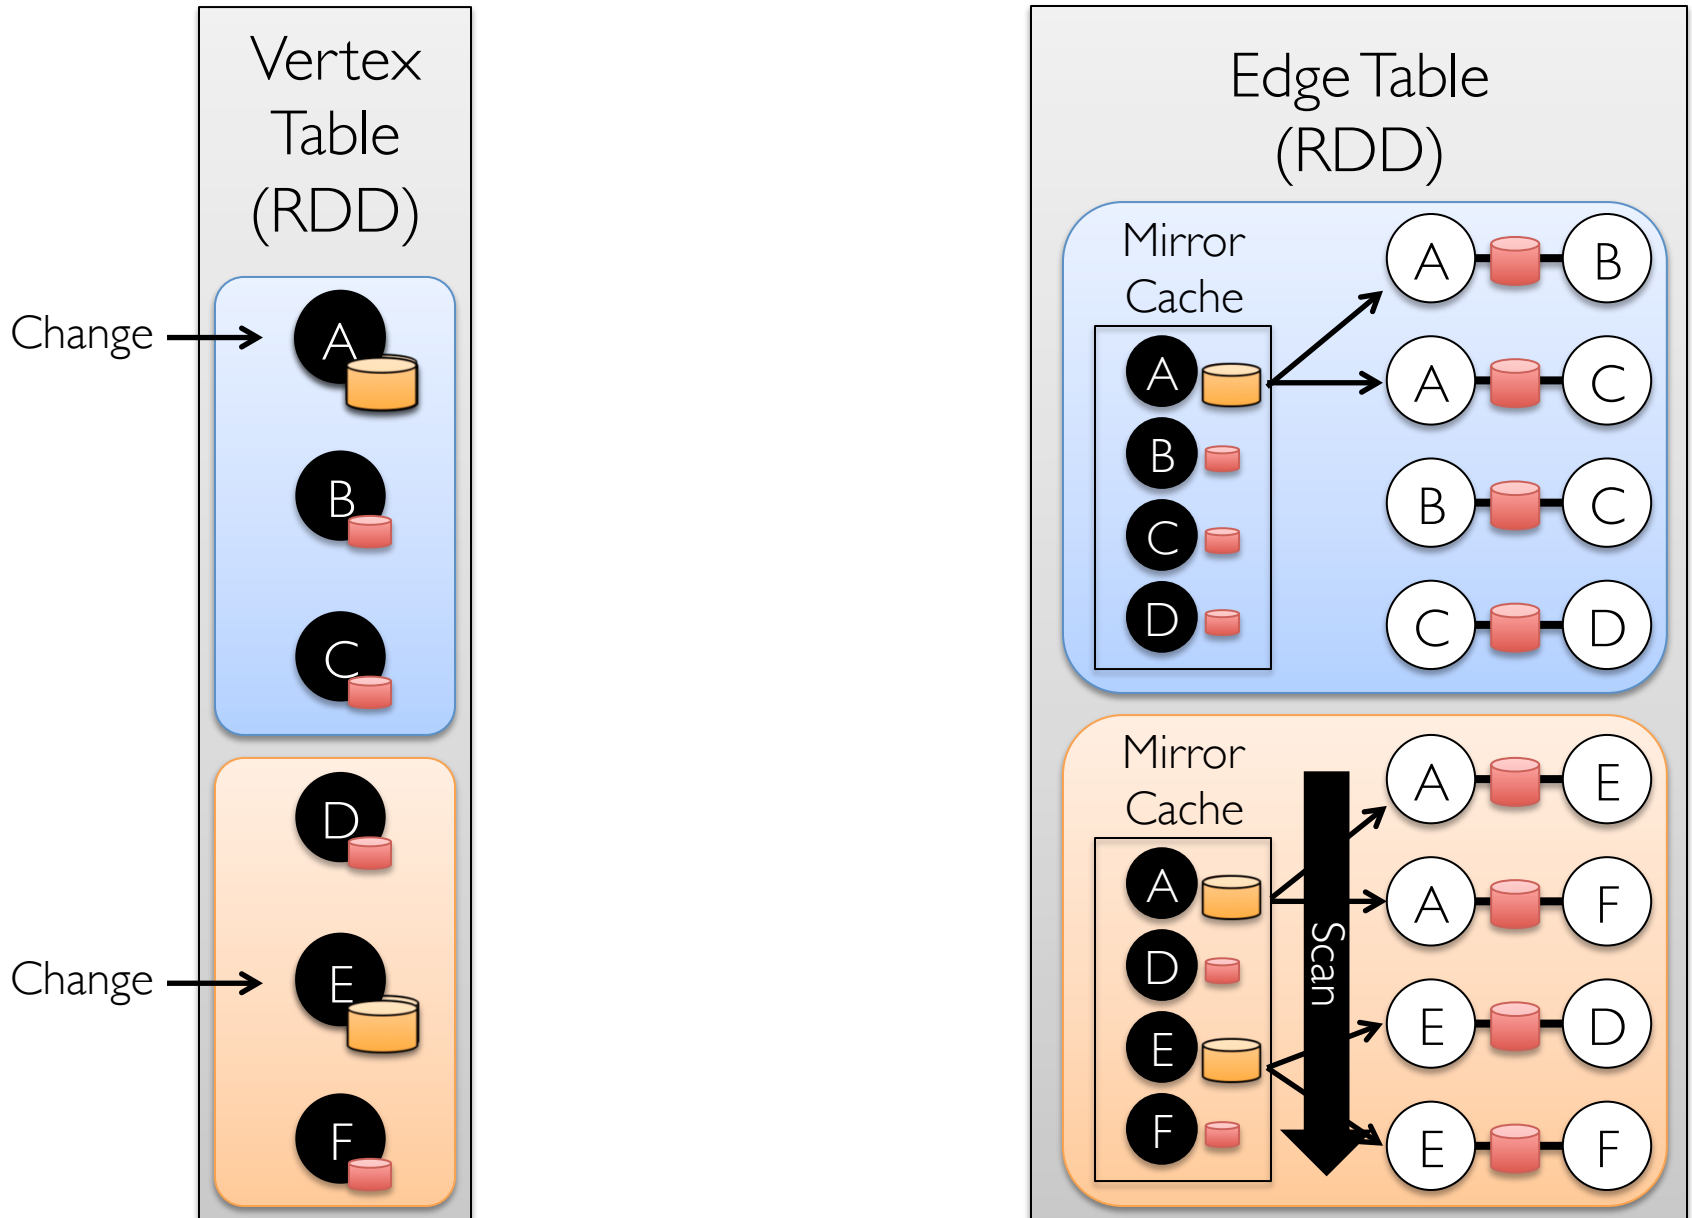 Vertex
Table
(RDD)
Change
A
B
C
D
Change
E
F
Edge Table
(RDD)
Mirror
Cache
A
B
C
D
A B
A C
B C
C D
Mirror
Cache
A
D
E
F
Scan
A E
A F
E D
E F